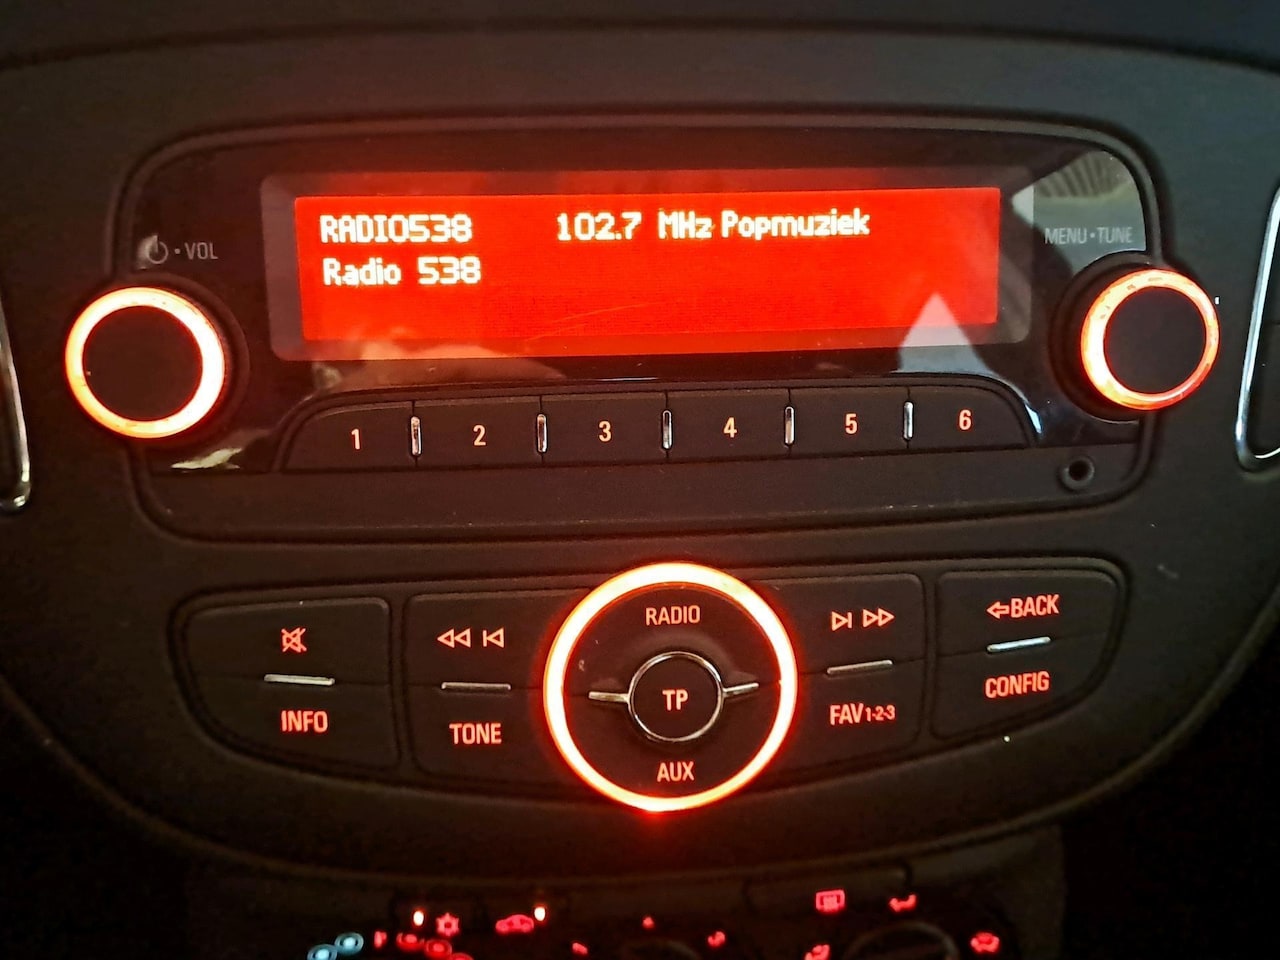 RADIO538 102.7 MHz Popmuziek
Radio 538
VOL
MENU•TUNE
1 2 3 4 5 6
RADIO
BACK
TP
INFO
TONE
FAV1-2-3
CONFIG
AUX